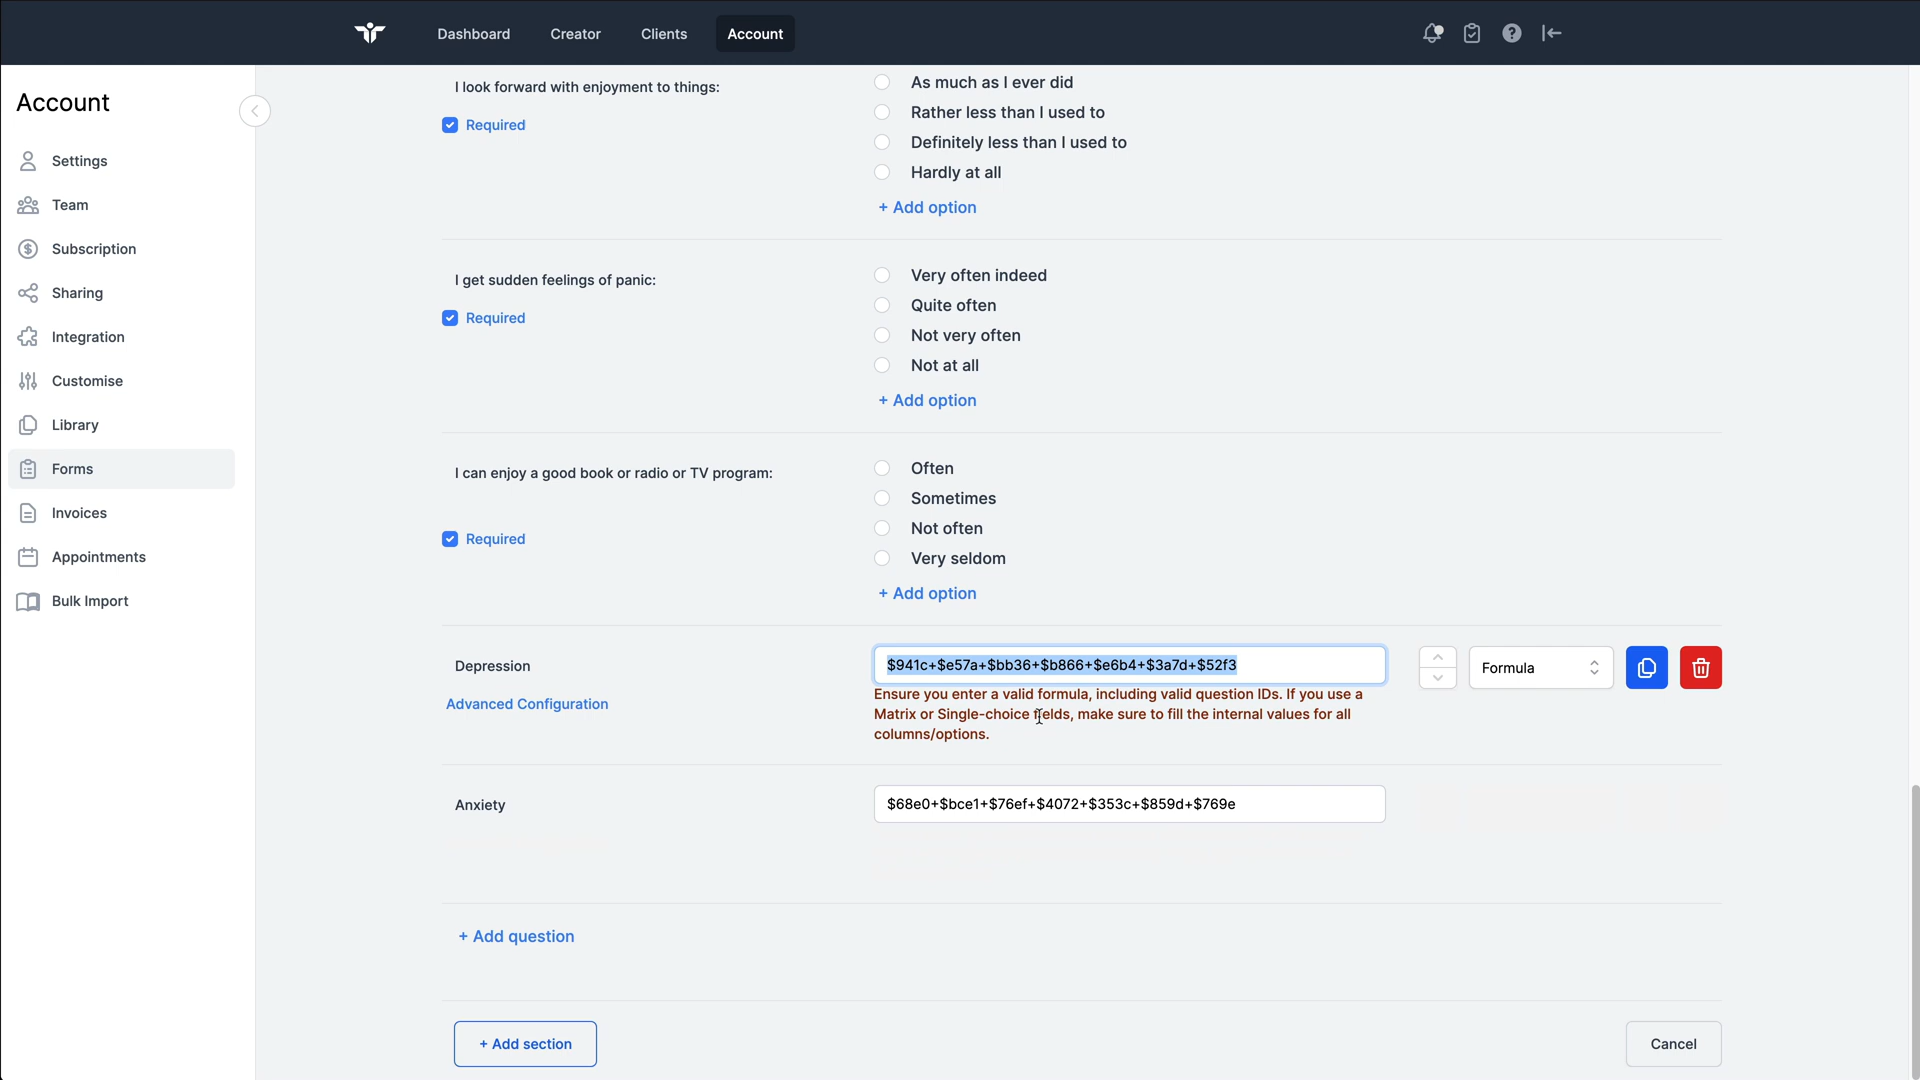 Dashboard
Creator
Clients
Account
Account
Settings
Team
Subscription
Sharing
Integration
Customise
Library
Forms
Invoices
Appointments
Bulk Import
I look forward with enjoyment to things:
Required
As much as I ever did
Rather less than I used to
Definitely less than I used to
Hardly at all
+ Add option
I get sudden feelings of panic:
Required
Very often indeed
Quite often
Not very often
Not at all
+ Add option
I can enjoy a good book or radio or TV program:
Required
Often
Sometimes
Not often
Very seldom
+ Add option
Depression
Advanced Configuration
$941c+$e57a+$bb36+$b866+$e6b4+$3a7d+$52f3
Ensure you enter a valid formula, including valid question IDs. If you use a
Matrix or Single-choice fields, make sure to fill the internal values for all
columns/options.
Formula
Anxiety
$68e0+$bce1+$76ef+$4072+$353c+$859d+$769e
+ Add question
+ Add section
Cancel